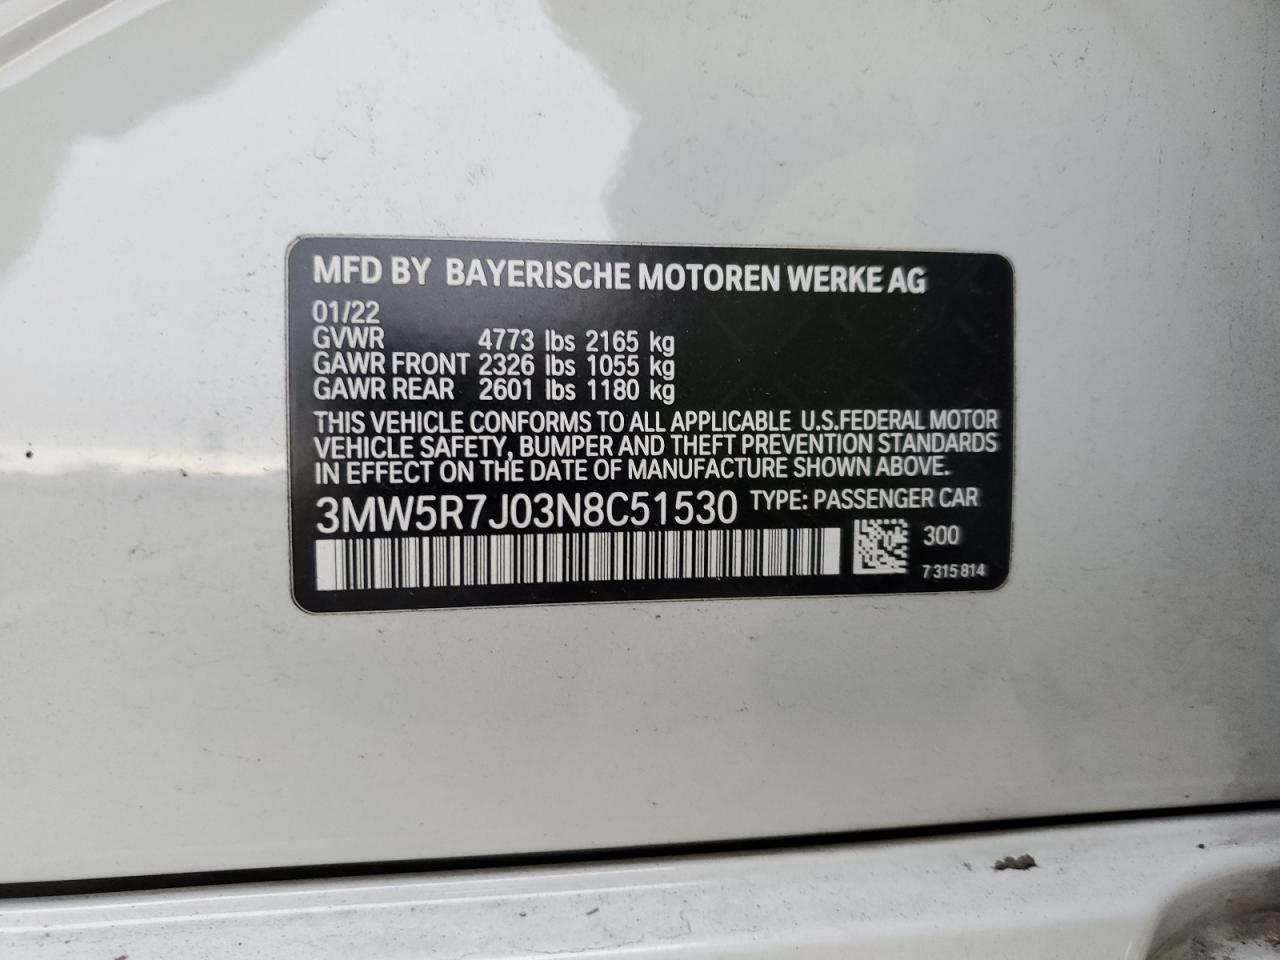 MFD BY BAYERISCHE MOTOREN WERKE AG
01/22
GVWR 4773 lbs 2165 kg
GAWR FRONT 2326 lbs 1055 kg
GAWR REAR 2601 lbs 1180 kg
THIS VEHICLE CONFORMS TO ALL APPLICABLE U.S.FEDERAL MOTOR
VEHICLE SAFETY, BUMPER AND THEFT PREVENTION STANDARDS
IN EFFECT ON THE DATE OF MANUFACTURE SHOWN ABOVE.
3MW5R7J03N8C51530 TYPE: PASSENGER CAR
300
7 315 814